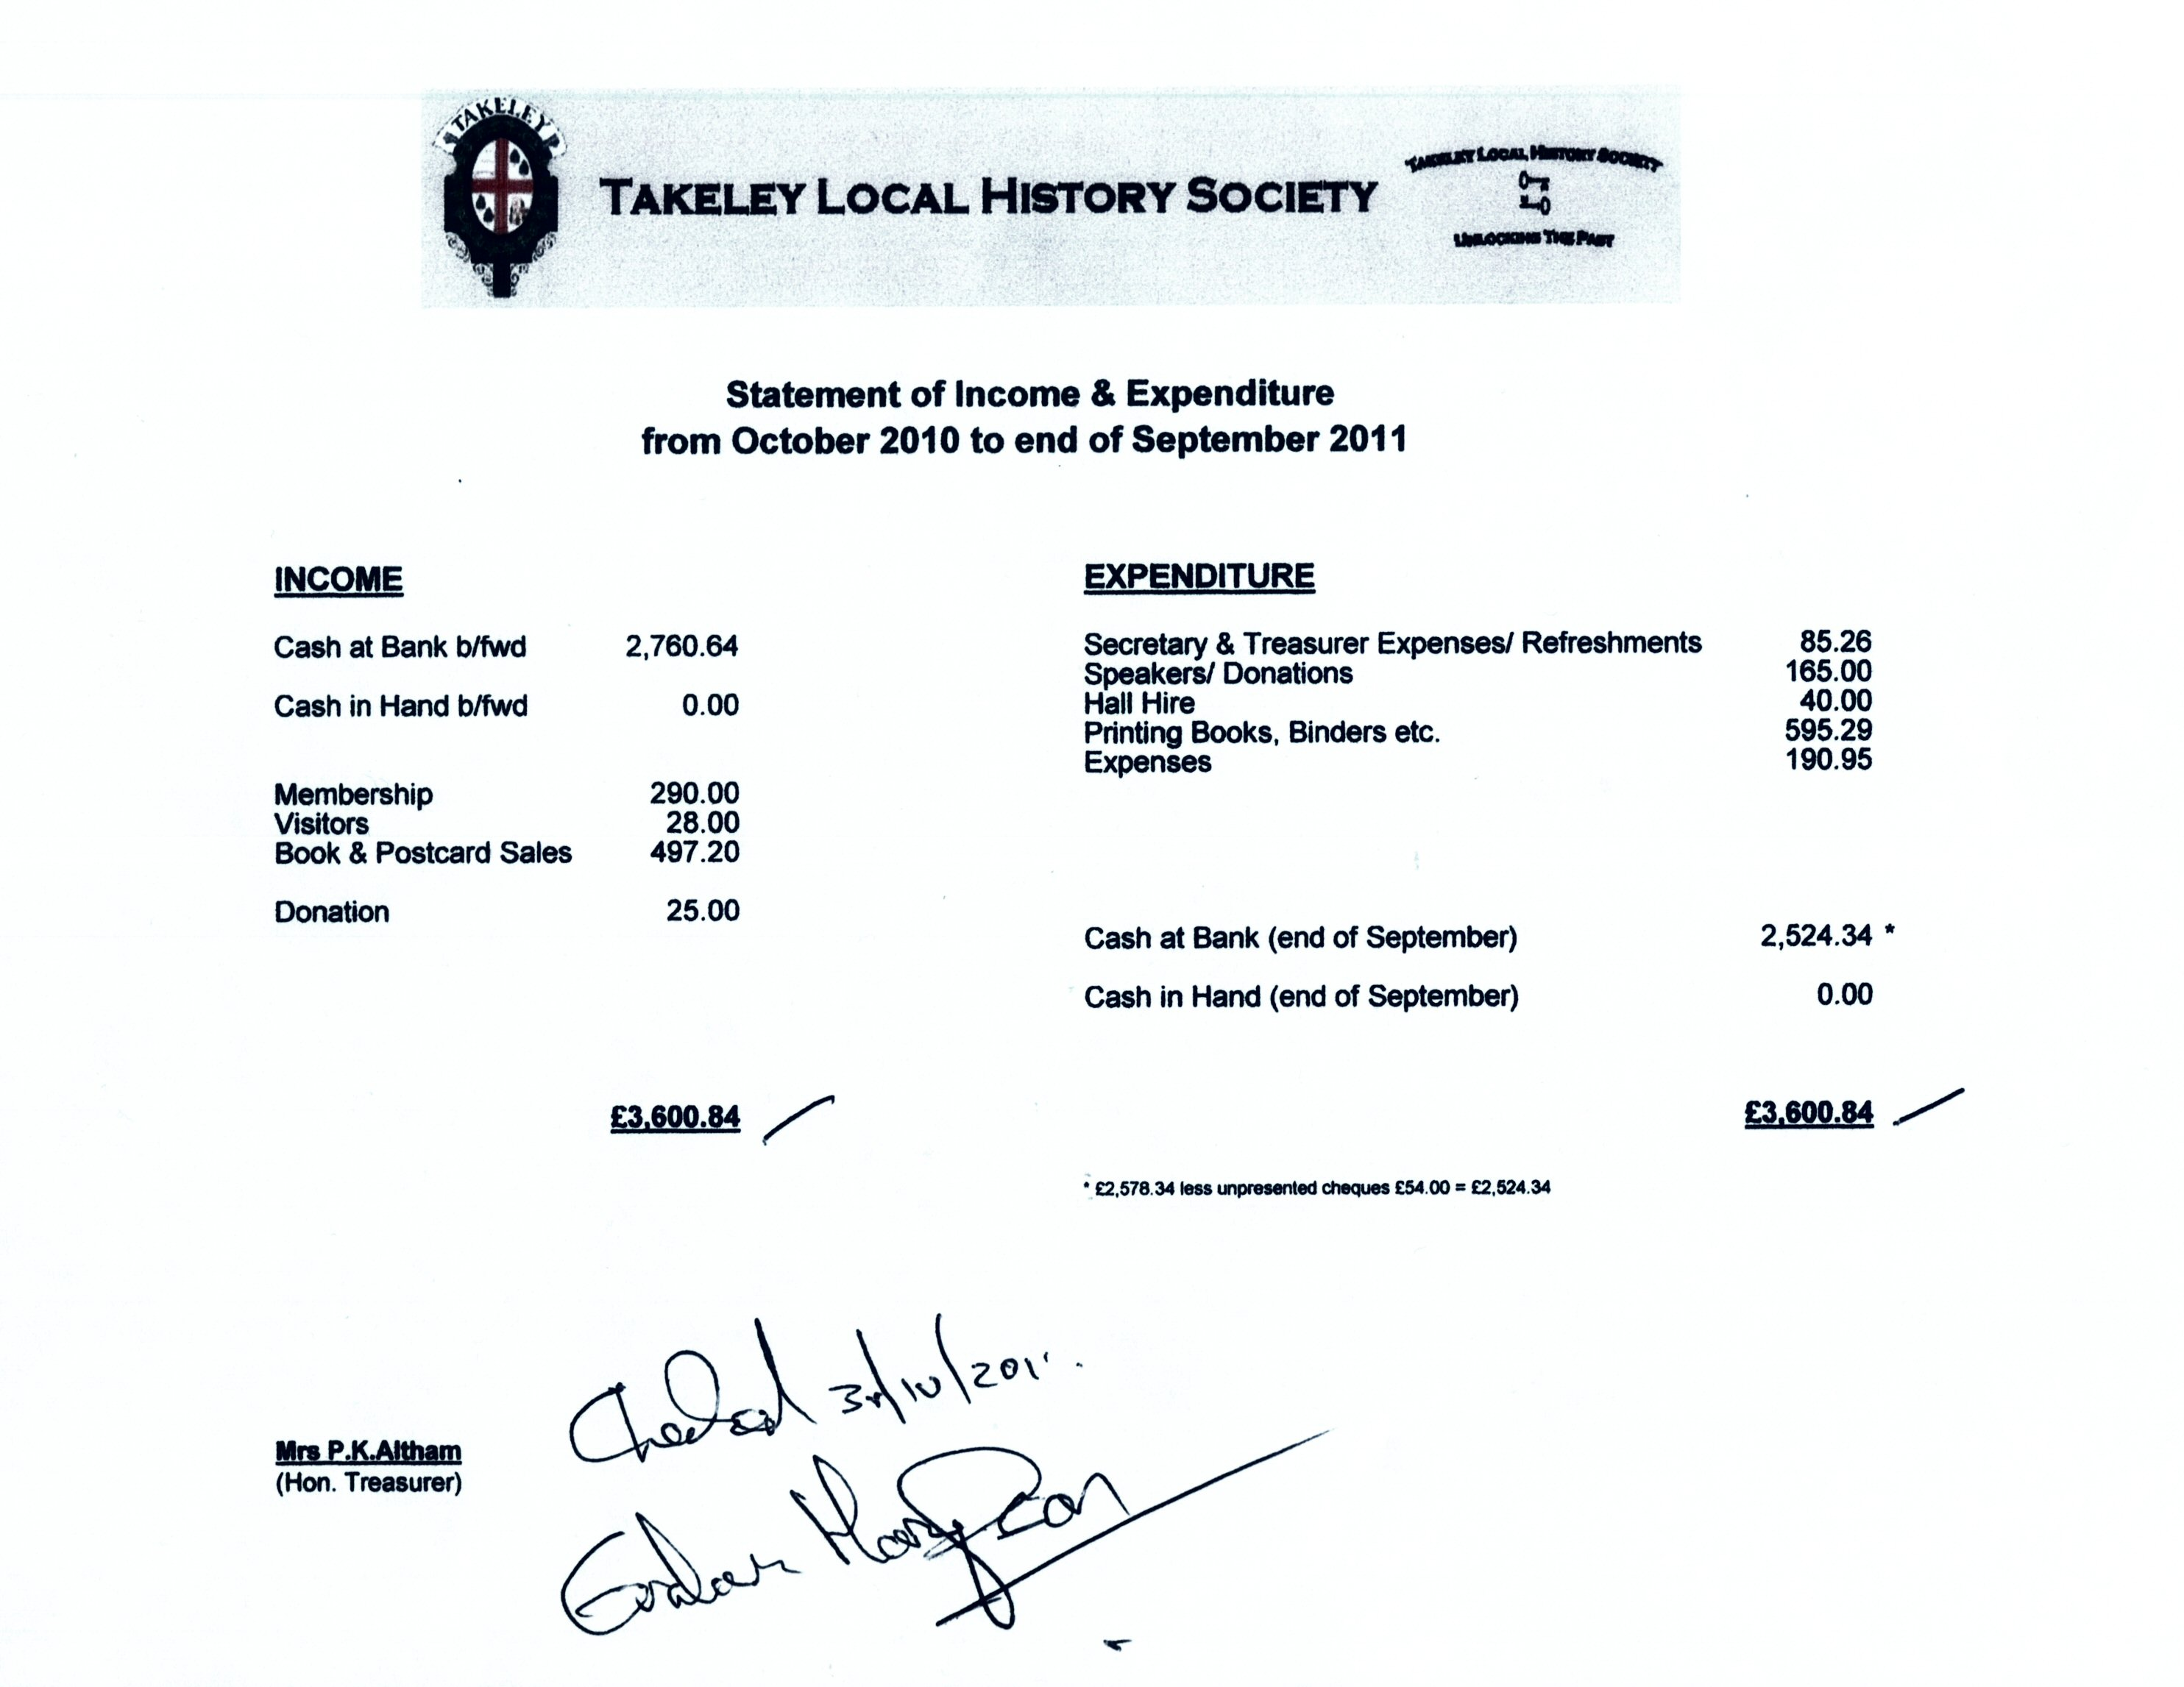 TAKELEY
TAKELEY LOCAL HISTORY SOCIETY
TAKELEY LOCAL HISTORY SOCIETY
UNLOCKING THE PAST
Statement of Income & Expenditure
from October 2010 to end of September 2011
INCOME
Cash at Bank b/fwd 2,760.64
Cash in Hand b/fwd 0.00
Membership 290.00
Visitors 28.00
Book & Postcard Sales 497.20
Donation 25.00
£3,600.84
EXPENDITURE
Secretary & Treasurer Expenses/ Refreshments 85.26
Speakers/ Donations 165.00
Hall Hire 40.00
Printing Books, Binders etc. 595.29
Expenses 190.95
Cash at Bank (end of September) 2,524.34 *
Cash in Hand (end of September) 0.00
£3,600.84
* £2,578.34 less unpresented cheques £54.00 = £2,524.34
Checked
Mrs P.K.Altham
(Hon. Treasurer)